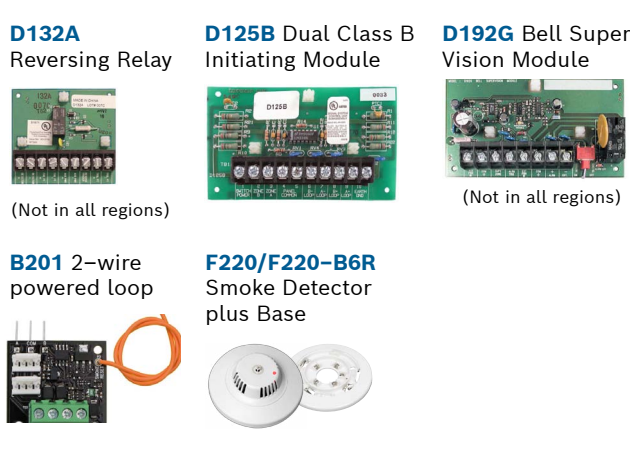 D132A
Reversing Relay
(Not in all regions)
D125B Dual Class B
Initiating Module
D125B
D192G Bell Super
Vision Module
(Not in all regions)
B201 2–wire
powered loop
A COM B
F220/F220–B6R
Smoke Detector
plus Base